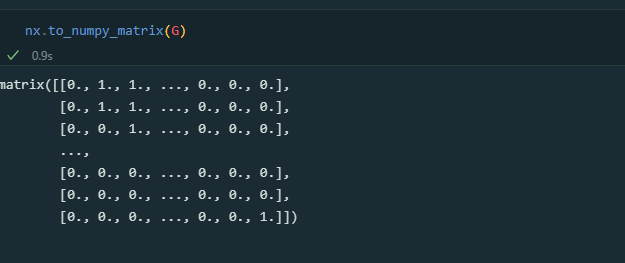 nx.to_numpy_matrix(G)
0.9s
matrix([[0., 1., 1., ..., 0., 0., 0.],
[0., 1., 1., ..., 0., 0., 0.],
[0., 0., 1., ..., 0., 0., 0.],
...,
[0., 0., 0., ..., 0., 0., 0.],
[0., 0., 0., ..., 0., 0., 0.],
[0., 0., 0., ..., 0., 0., 1.]])